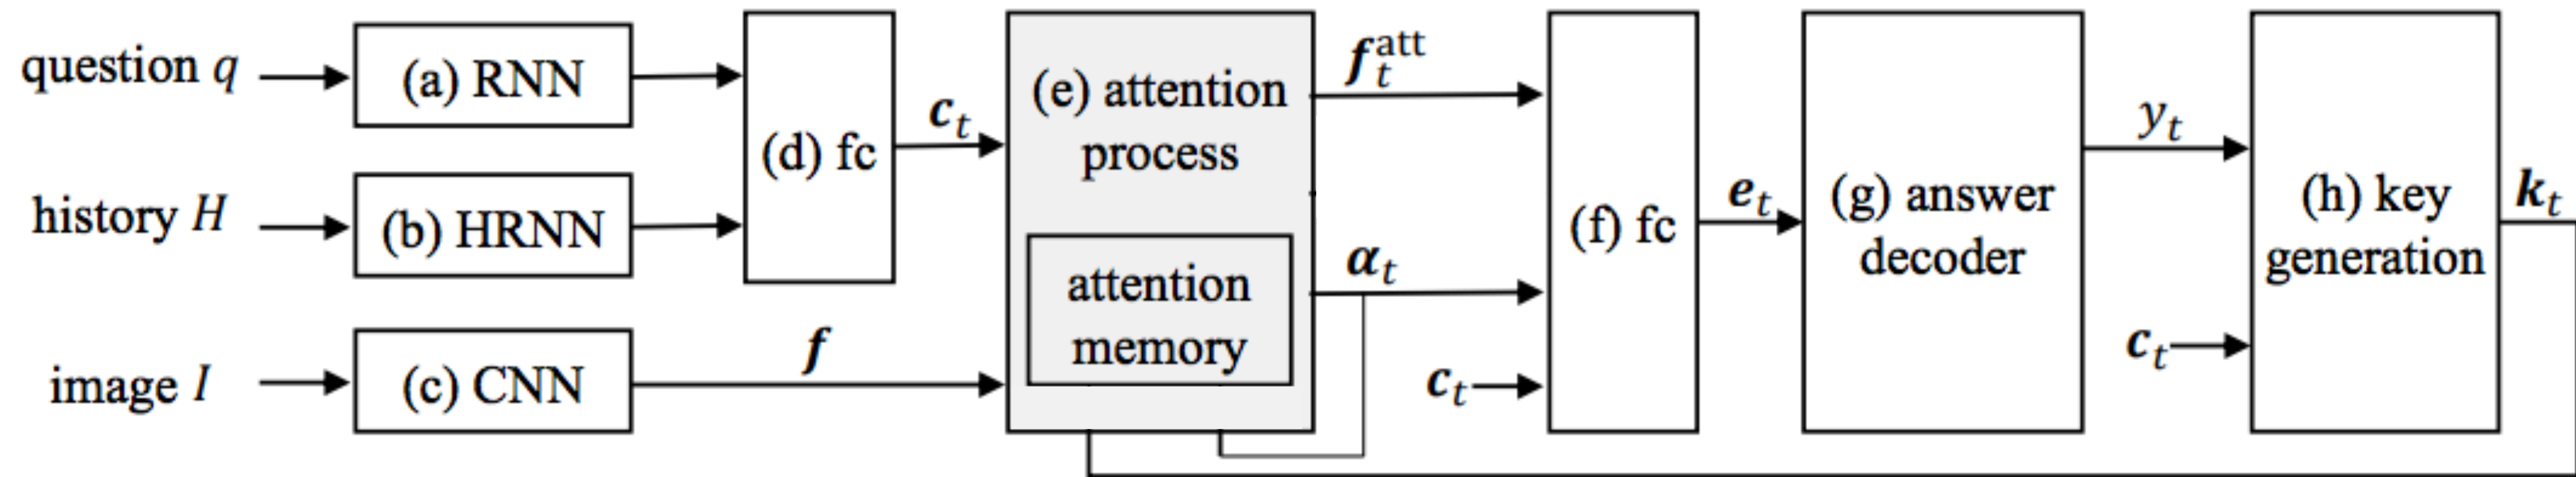 question q
(a) RNN
history H
(b) HRNN
image I
(c) CNN
f
(d) fc
c_t
(e) attention
process
attention
memory
f_t^att
α_t
c_t
(f) fc
e_t
(g) answer
decoder
y_t
c_t
(h) key
generation
k_t